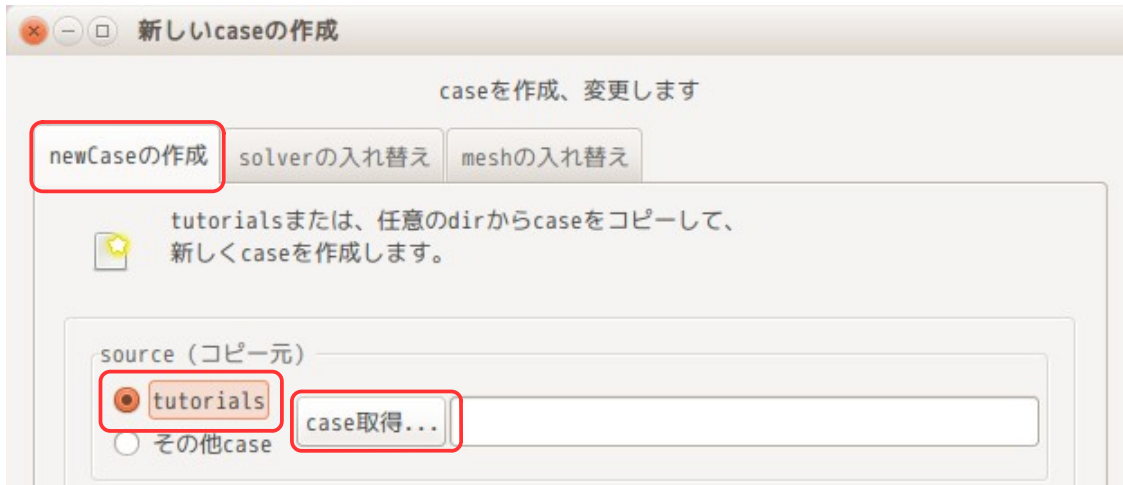 新しいcaseの作成
caseを作成、変更します
newCaseの作成 solverの入れ替え meshの入れ替え
tutorialsまたは、任意のdirからcaseをコピーして、
新しくcaseを作成します。
source (コピー元)
tutorials
case取得...
その他case